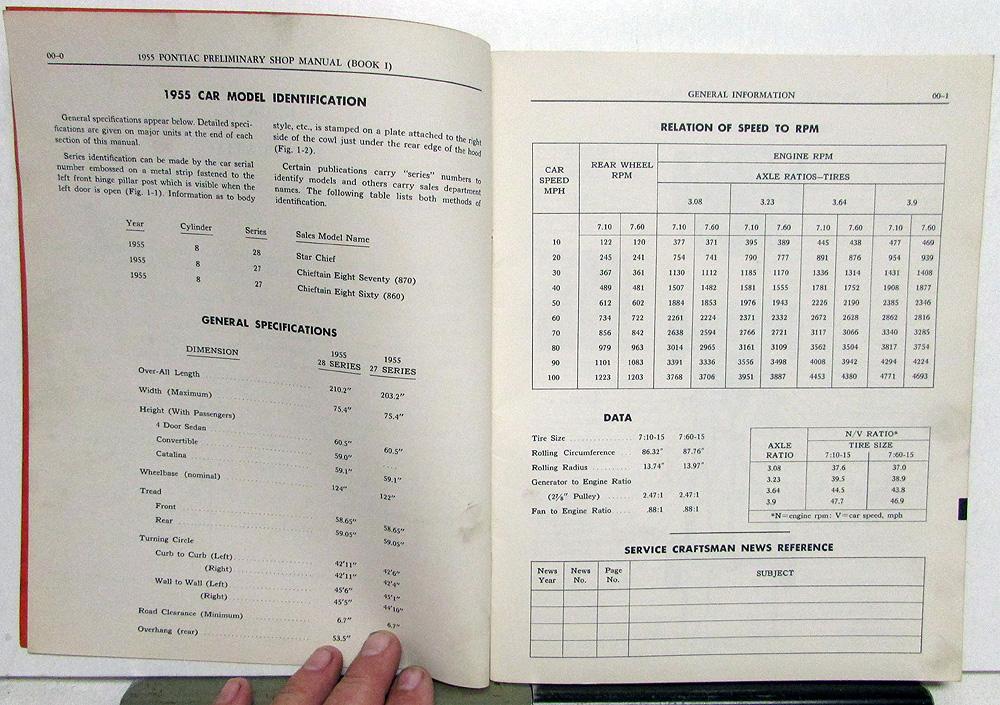 00-0 1955 PONTIAC PRELIMINARY SHOP MANUAL (BOOK I)
1955 CAR MODEL IDENTIFICATION
General specifications appear below. Detailed speci-
fications are given on major units at the end of each
section of this manual.
Series identification can be made by the car serial
number embossed on a metal strip fastened to the
left front hinge pillar post which is visible when the
left door is open (Fig. 1-1). Information as to body
style, etc., is stamped on a plate attached to the right
side of the cowl just under the rear edge of the hood
(Fig. 1-2).
Certain publications carry "series" numbers to
identify models and others carry sales department
names. The following table lists both methods of
identification.
Year Cylinder Series Sales Model Name
1955 8 28 Star Chief
1955 8 27 Chieftain Eight Seventy (870)
1955 8 27 Chieftain Eight Sixty (860)
GENERAL SPECIFICATIONS
DIMENSION 1955 28 SERIES 1955 27 SERIES
Over-All Length 210.2" 203.2"
Width (Maximum) 75.4" 75.4"
Height (With Passengers)
4 Door Sedan 60.5" 60.5"
Convertible 59.0" ....
Catalina 59.1" 59.1"
Wheelbase (nominal) 124" 122"
Tread
Front 58.65" 58.65"
Rear 59.05" 59.05"
Turning Circle
Curb to Curb (Left) 42'11" 42'6"
(Right) 42'11" 42'4"
Wall to Wall (Left) 45'6" 45'1"
(Right) 45'5" 44'10"
Road Clearance (Minimum) 6.7" 6.7"
Overhang (rear) 53.5"
GENERAL INFORMATION 00-1
RELATION OF SPEED TO RPM
CAR SPEED MPH REAR WHEEL RPM ENGINE RPM
AXLE RATIOS—TIRES
3.08 3.23 3.64 3.9
7.10 7.60 7.10 7.60 7.10 7.60 7.10 7.60 7.10 7.60
10 122 120 377 371 395 389 445 438 477 469
20 245 241 754 741 790 777 891 876 954 939
30 367 361 1130 1112 1185 1170 1336 1314 1431 1408
40 489 481 1507 1482 1581 1555 1781 1752 1908 1877
50 612 602 1884 1853 1976 1943 2226 2190 2385 2346
60 734 722 2261 2224 2371 2332 2672 2628 2862 2816
70 856 842 2638 2594 2766 2721 3117 3066 3340 3285
80 979 963 3014 2965 3161 3109 3562 3504 3817 3754
90 1101 1083 3391 3336 3556 3498 4008 3942 4294 4224
100 1223 1203 3768 3706 3951 3887 4453 4380 4771 4693
DATA
Tire Size 7:10-15 7:60-15
Rolling Circumference 86.32" 87.76"
Rolling Radius 13.74" 13.97"
Generator to Engine Ratio
(2⅞" Pulley) 2.47:1 2.47:1
Fan to Engine Ratio .88:1 .88:1
AXLE RATIO N/V RATIO*
TIRE SIZE
7:10-15 7:60-15
3.08 37.6 37.0
3.23 39.5 38.9
3.64 44.5 43.8
3.9 47.7 46.9
*N=engine rpm: V=car speed, mph
SERVICE CRAFTSMAN NEWS REFERENCE
News Year News No. Page No. SUBJECT